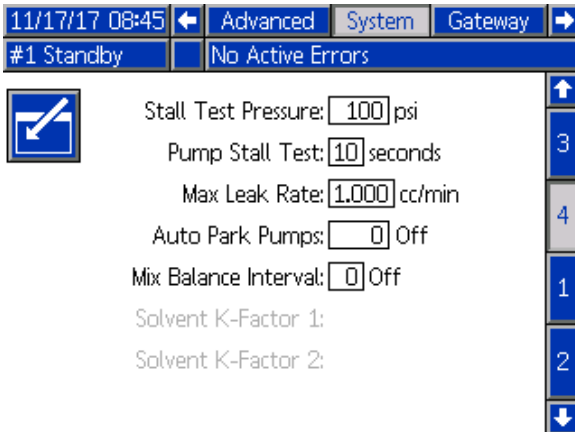 11/17/17 08:45 Advanced System Gateway
#1 Standby No Active Errors
Stall Test Pressure: 100 psi
Pump Stall Test: 10 seconds
Max Leak Rate: 1.000 cc/min
Auto Park Pumps: 0 Off
Mix Balance Interval: 0 Off
Solvent K-Factor 1:
Solvent K-Factor 2:
3
4
1
2